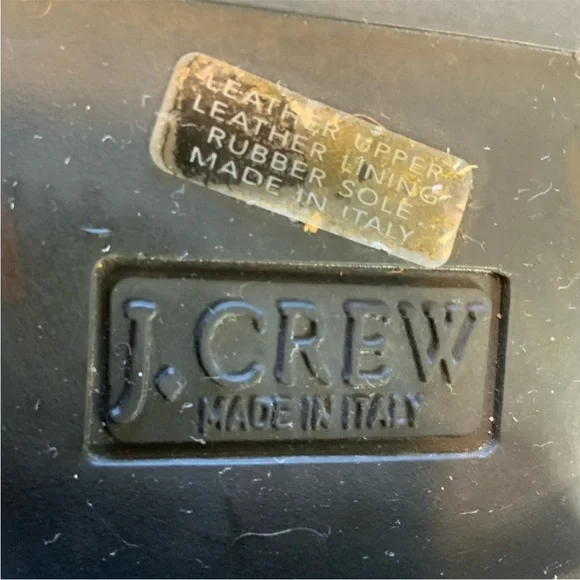 LEATHER UPPER
LEATHER LINING
RUBBER SOLE
MADE IN ITALY
J.CREW
MADE IN ITALY